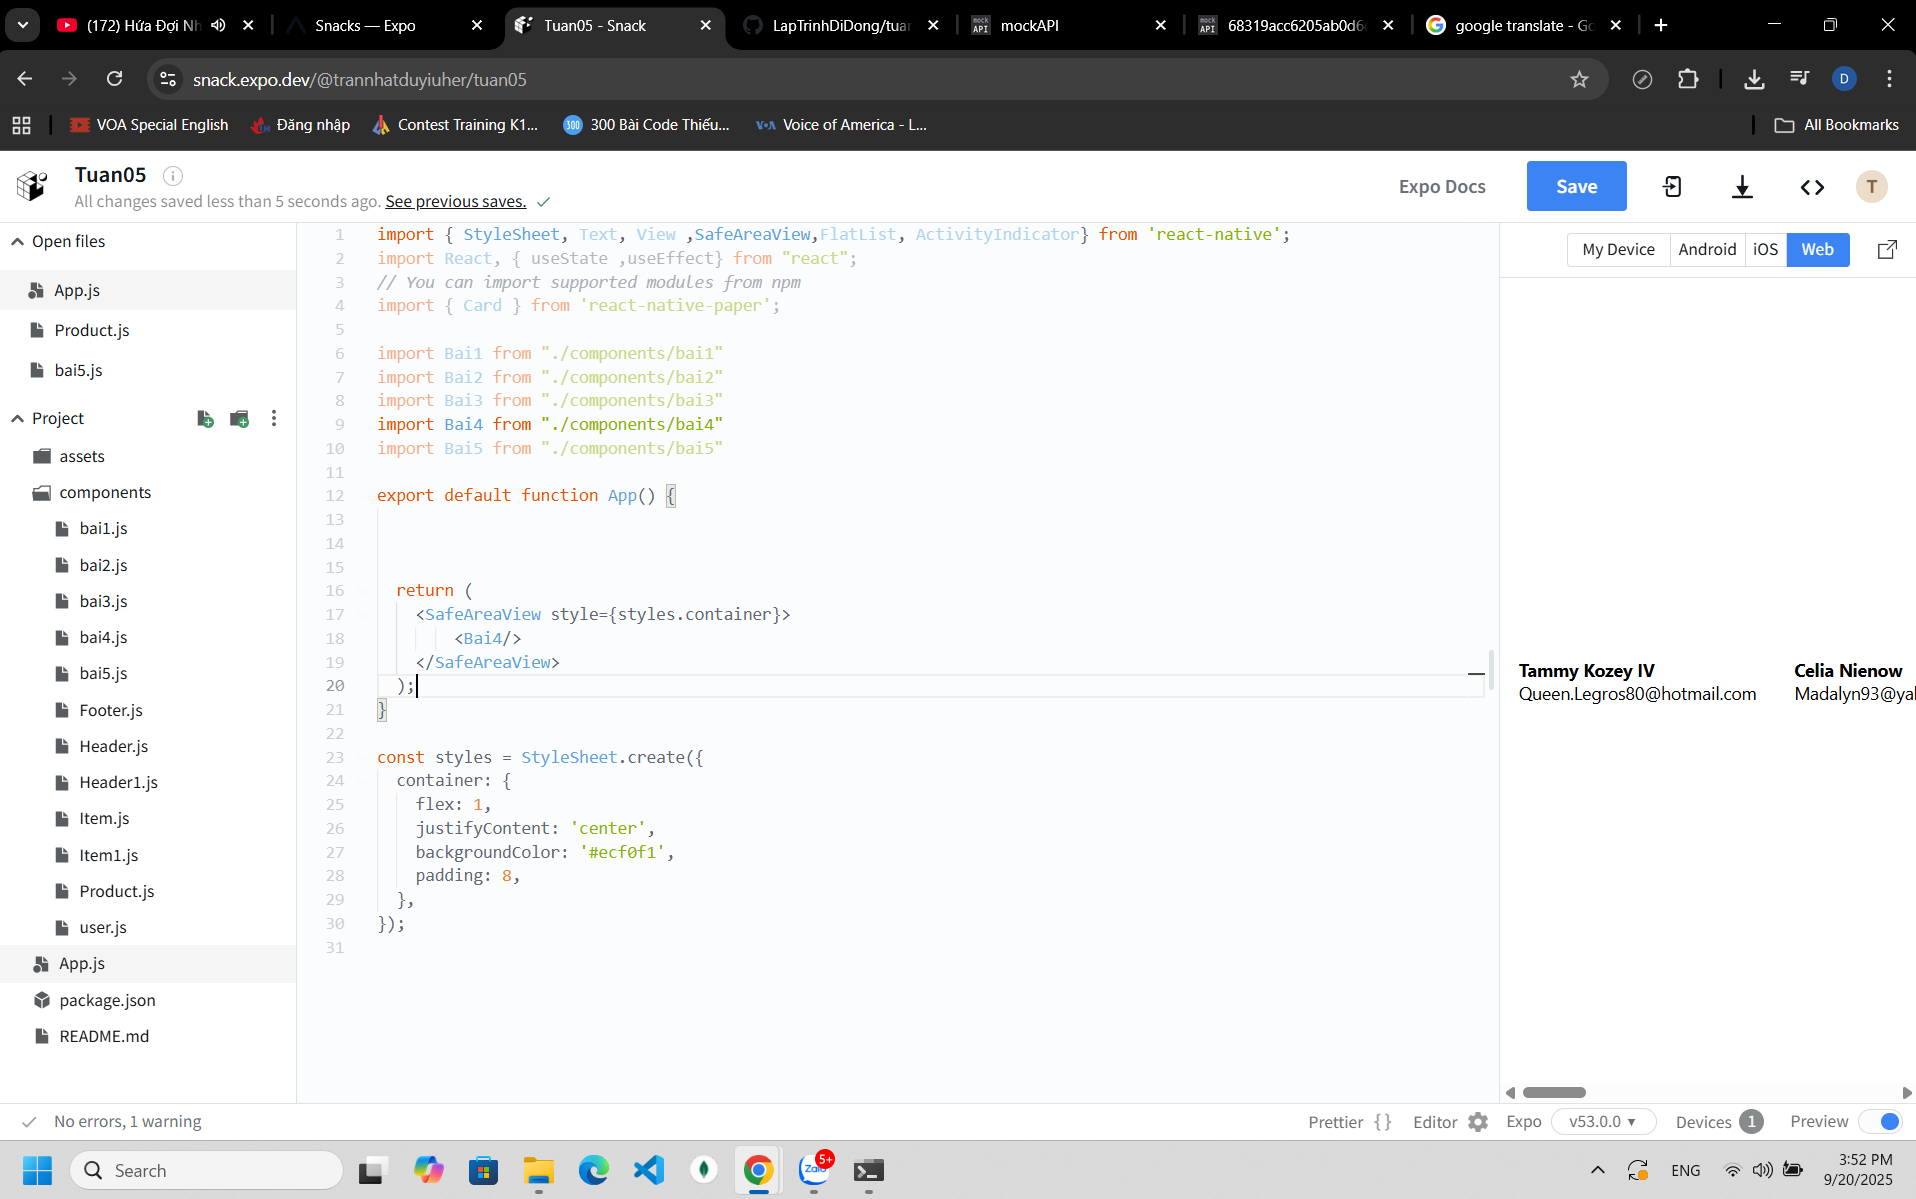 (172) Hứa Đợi Nh
Snacks — Expo
Tuan05 - Snack
LapTrinhDiDong/tuan
mockAPI
68319acc6205ab0d6
google translate - Go
snack.expo.dev/@trannhatduyiuher/tuan05
D
VOA Special English
Đăng nhập
Contest Training K1...
300 Bài Code Thiếu...
Voice of America - L...
All Bookmarks
Tuan05
All changes saved less than 5 seconds ago. See previous saves.
Expo Docs
Save
T
Open files
App.js
Product.js
bai5.js
Project
assets
components
bai1.js
bai2.js
bai3.js
bai4.js
bai5.js
Footer.js
Header.js
Header1.js
Item.js
Item1.js
Product.js
user.js
App.js
package.json
README.md
1 import { StyleSheet, Text, View ,SafeAreaView,FlatList, ActivityIndicator} from 'react-native';
2 import React, { useState ,useEffect} from "react";
3 // You can import supported modules from npm
4 import { Card } from 'react-native-paper';
5
6 import Bai1 from "./components/bai1"
7 import Bai2 from "./components/bai2"
8 import Bai3 from "./components/bai3"
9 import Bai4 from "./components/bai4"
10 import Bai5 from "./components/bai5"
11
12 export default function App() {
13
14
15
16 return (
17 <SafeAreaView style={styles.container}>
18 <Bai4/>
19 </SafeAreaView>
20 );
21 }
22
23 const styles = StyleSheet.create({
24 container: {
25 flex: 1,
26 justifyContent: 'center',
27 backgroundColor: '#ecf0f1',
28 padding: 8,
29 },
30 });
31
My Device
Android
iOS
Web
Tammy Kozey IV
Queen.Legros80@hotmail.com
Celia Nienow
Madalyn93@yal
No errors, 1 warning
Prettier { }
Editor
Expo
v53.0.0
Devices 1
Preview
Search
Zalo
5+
ENG
3:52 PM
9/20/2025